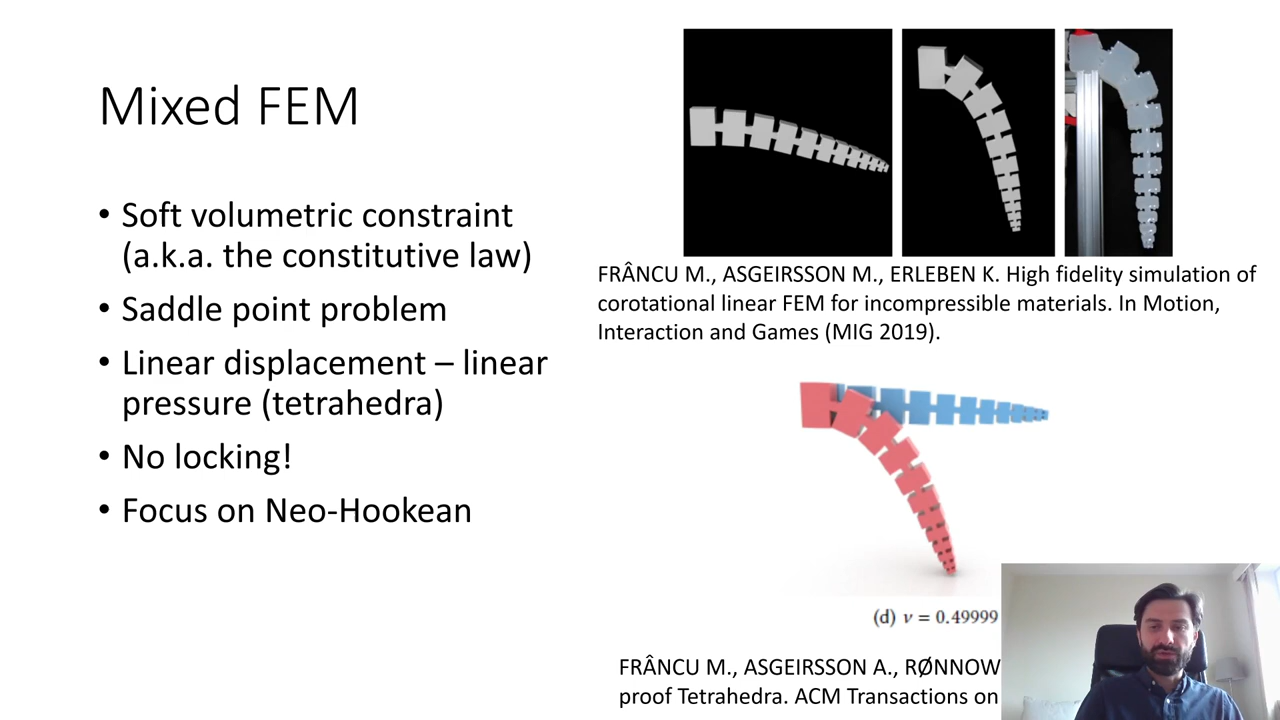 Mixed FEM
• Soft volumetric constraint
(a.k.a. the constitutive law)
• Saddle point problem
• Linear displacement – linear
pressure (tetrahedra)
• No locking!
• Focus on Neo-Hookean
FRÂNCU M., ASGEIRSSON M., ERLEBEN K. High fidelity simulation of
corotational linear FEM for incompressible materials. In Motion,
Interaction and Games (MIG 2019).
(d) ν = 0.49999
FRÂNCU M., ASGEIRSSON A., RØNNOW
proof Tetrahedra. ACM Transactions on